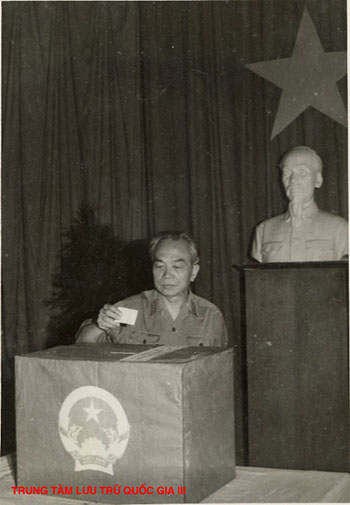 TRUNG TÂM LƯU TRỮ QUỐC GIA III